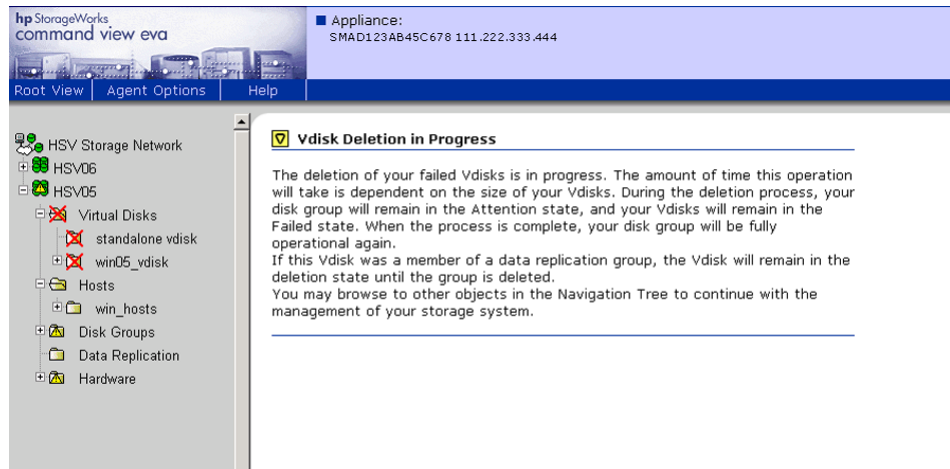 hp StorageWorks
command view eva
Appliance:
SMAD123AB45C678 111.222.333.444
Root View
Agent Options
Help
HSV Storage Network
HSV06
HSV05
Virtual Disks
standalone vdisk
win05_vdisk
Hosts
win_hosts
Disk Groups
Data Replication
Hardware
Vdisk Deletion in Progress
The deletion of your failed Vdisks is in progress. The amount of time this operation
will take is dependent on the size of your Vdisks. During the deletion process, your
disk group will remain in the Attention state, and your Vdisks will remain in the
Failed state. When the process is complete, your disk group will be fully
operational again.
If this Vdisk was a member of a data replication group, the Vdisk will remain in the
deletion state until the group is deleted.
You may browse to other objects in the Navigation Tree to continue with the
management of your storage system.